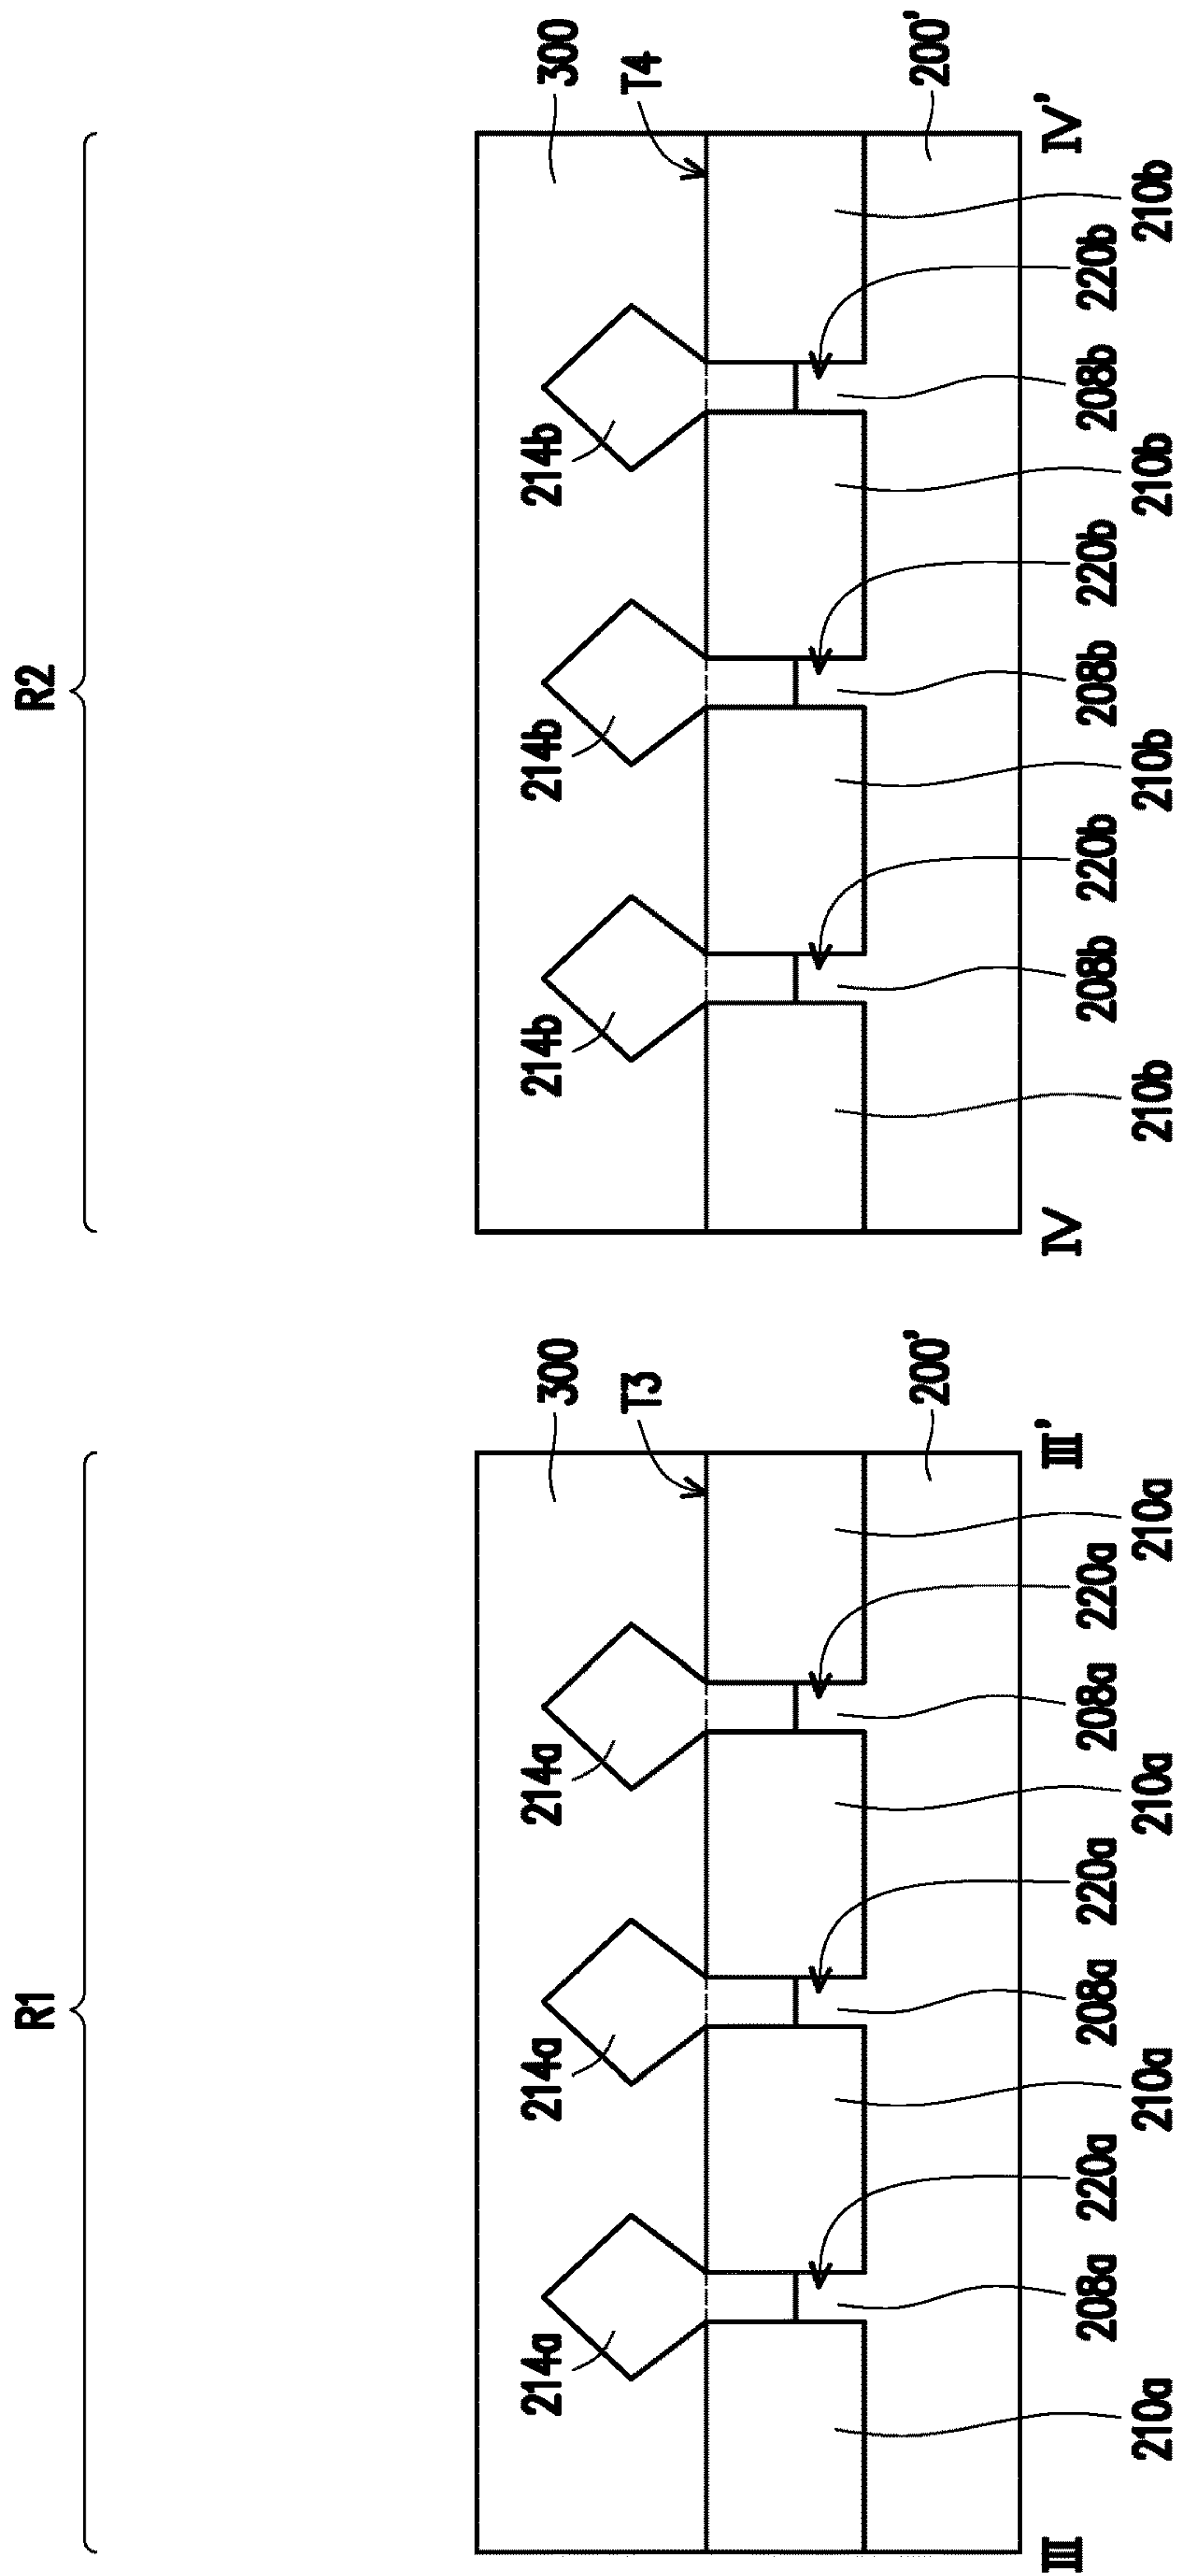 R1 R2
214a 214a 214a 300 214b 214b 214b 300
T3 T4
200' 200'
III III' IV IV'
208a 220a 208a 220a 208a 220a 208b 220b 208b 220b 208b 220b
210a 210a 210a 210a 210b 210b 210b 210b